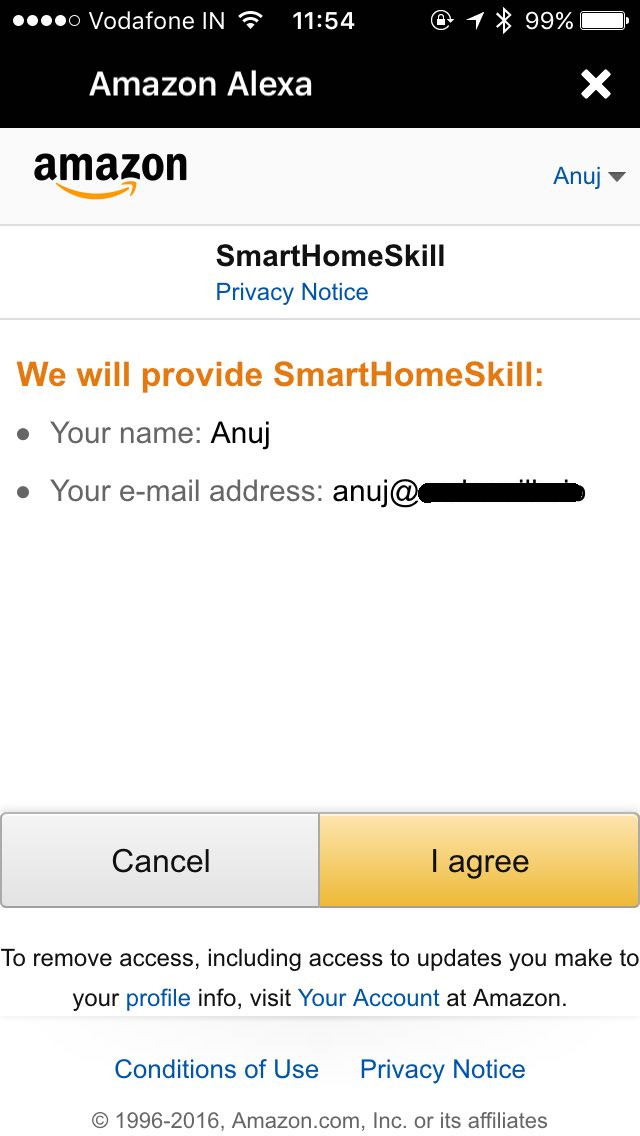 Vodafone IN 11:54 99%
Amazon Alexa
amazon
Anuj
SmartHomeSkill
Privacy Notice
We will provide SmartHomeSkill:
• Your name: Anuj
• Your e-mail address: anuj@
Cancel
I agree
To remove access, including access to updates you make to
your profile info, visit Your Account at Amazon.
Conditions of Use Privacy Notice
© 1996-2016, Amazon.com, Inc. or its affiliates